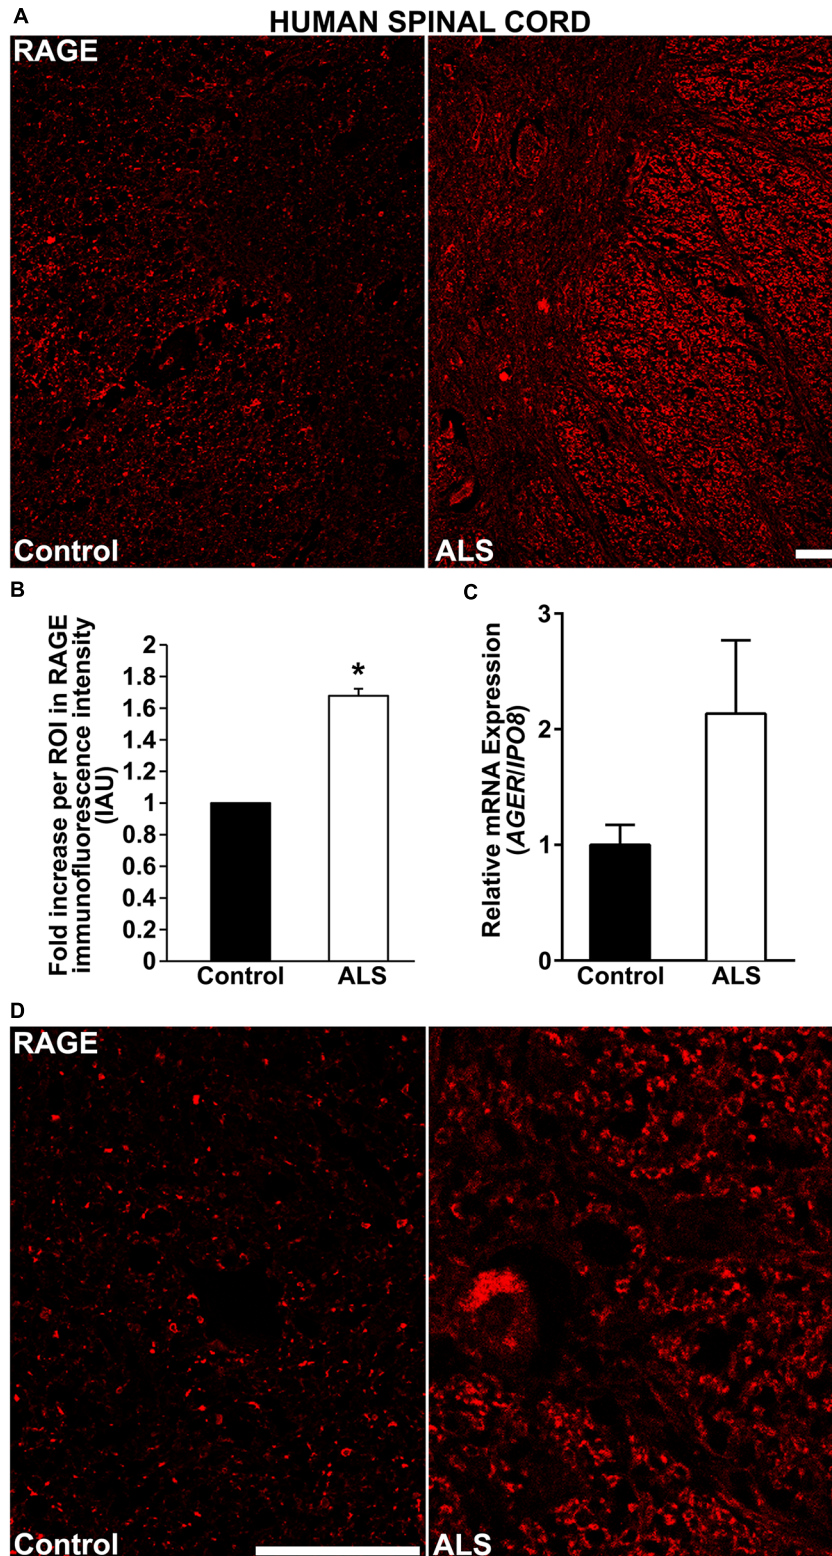 A
HUMAN SPINAL CORD
RAGE
Control
ALS
B
Fold increase per ROI in RAGE
immunofluorescence intensity
(IAU)
2
1.8
1.6
1.4
1.2
1
0.8
0.6
0.4
0.2
0
*
Control
ALS
C
Relative mRNA Expression
(AGER/IPO8)
3
2
1
0
Control
ALS
D
RAGE
Control
ALS